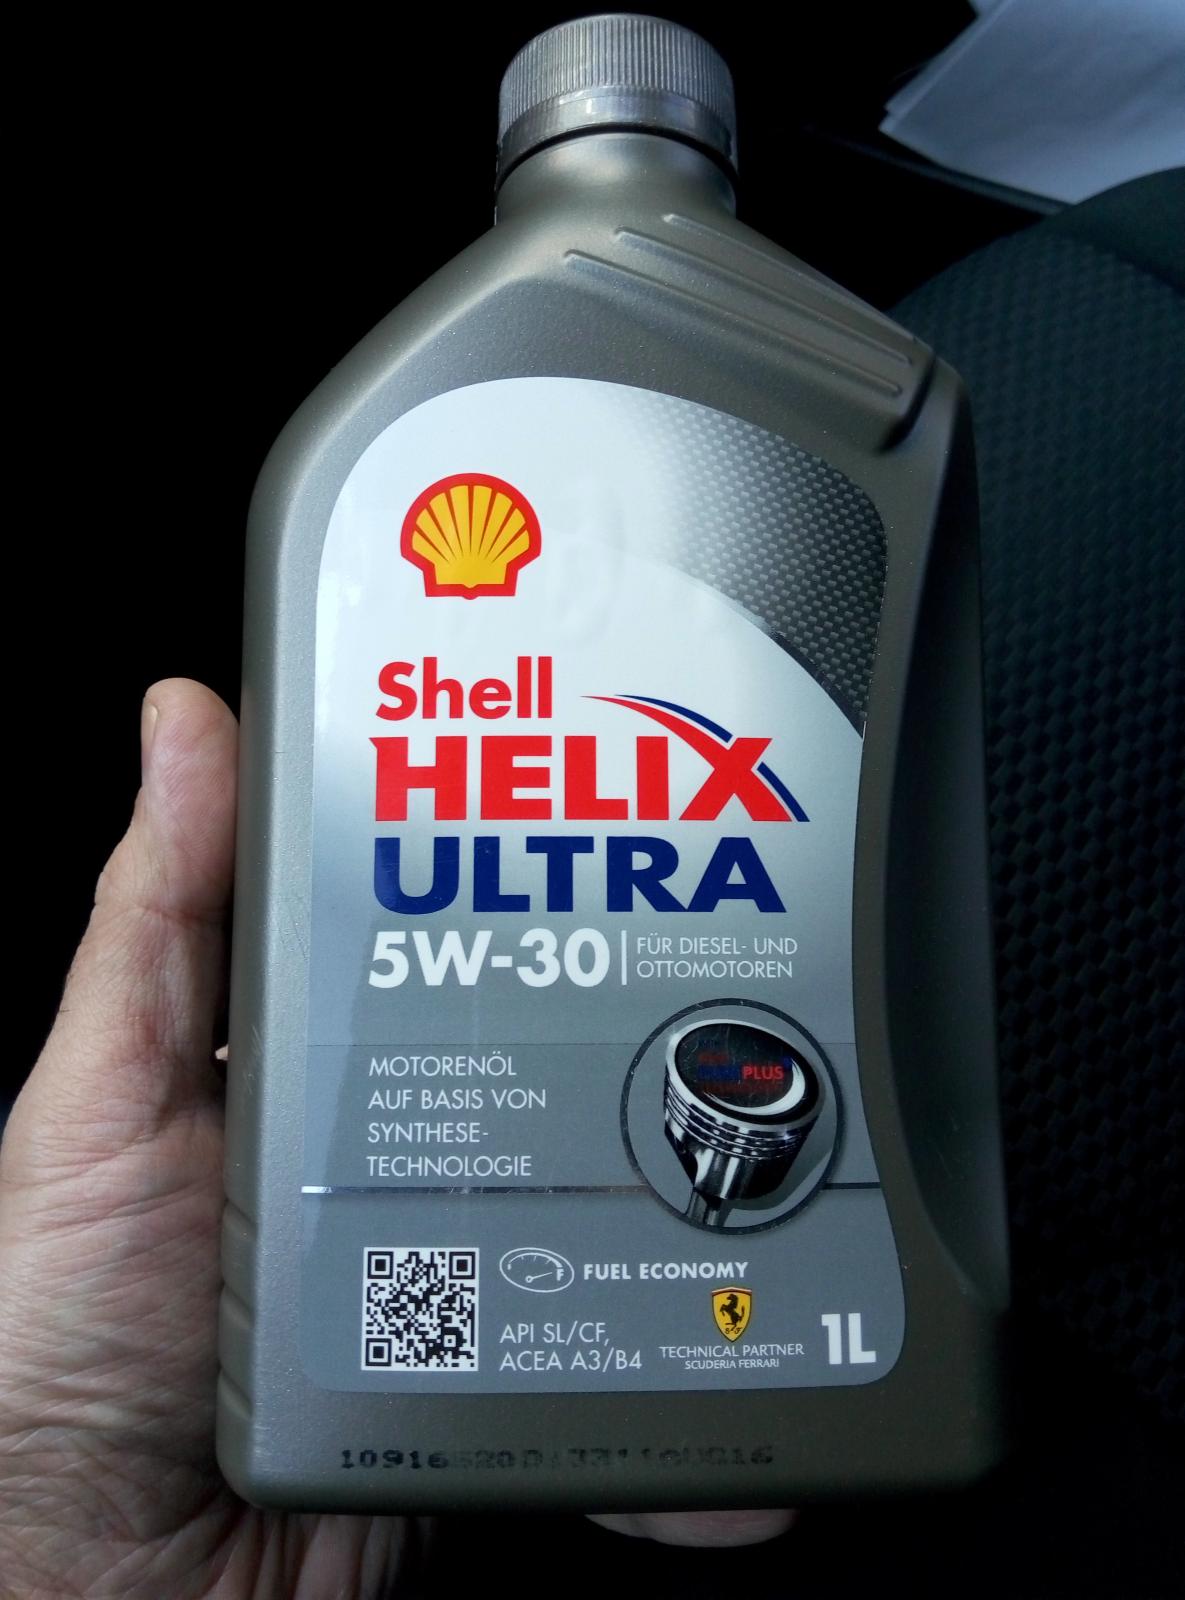 Shell
HELIX
ULTRA
5W-30
FÜR DIESEL- UND
OTTOMOTOREN
MOTORENÖL
AUF BASIS VON
SYNTHESE-
TECHNOLOGIE
PLUS
FUEL ECONOMY
API SL/CF,
ACEA A3/B4
TECHNICAL PARTNER
SCUDERIA FERRARI
1L